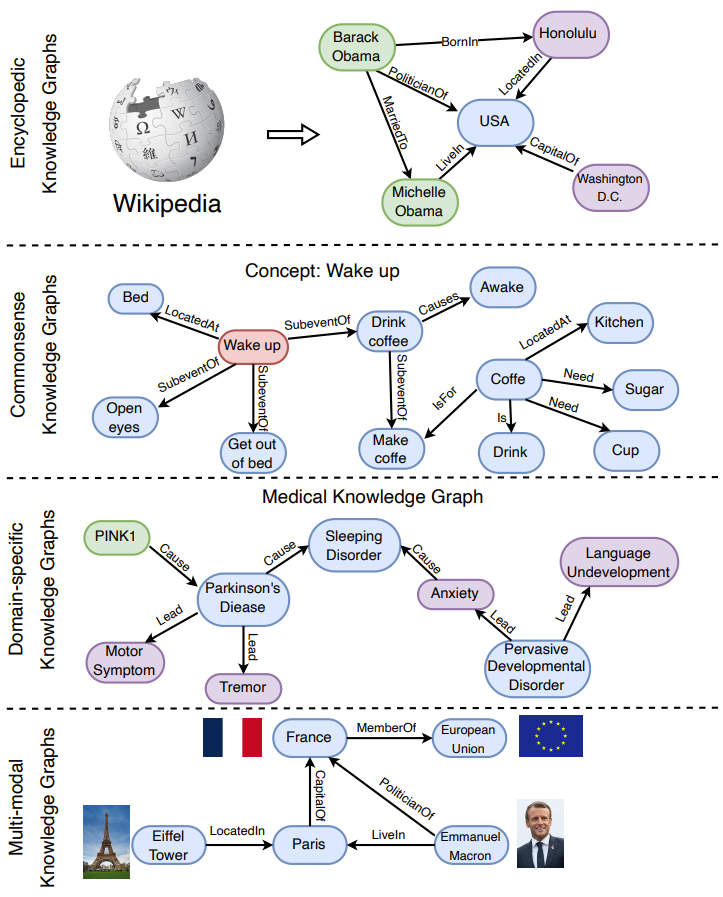 Encyclopedic
Knowledge Graphs
Wikipedia
Ω
W
И
維
Barack
Obama
BornIn
Honolulu
PoliticianOf
LocatedIn
MarriedTo
USA
LiveIn
CapitalOf
Michelle
Obama
Washington
D.C.
Commonsense
Knowledge Graphs
Concept: Wake up
Bed
LocatedAt
Wake up
SubeventOf
Drink
coffee
Causes
Awake
SubeventOf
Open
eyes
SubeventOf
Get out
of bed
SubeventOf
Make
coffe
IsFor
Coffe
LocatedAt
Kitchen
Need
Sugar
Need
Cup
Is
Drink
Domain-specific
Knowledge Graphs
Medical Knowledge Graph
PINK1
Cause
Parkinson's
Diease
Cause
Sleeping
Disorder
Lead
Motor
Symptom
Lead
Tremor
Cause
Anxiety
Lead
Pervasive
Developmental
Disorder
Lead
Language
Undevelopment
Multi-modal
Knowledge Graphs
France
MemberOf
European
Union
CapitalOf
PoliticianOf
Eiffel
Tower
LocatedIn
Paris
LiveIn
Emmanuel
Macron